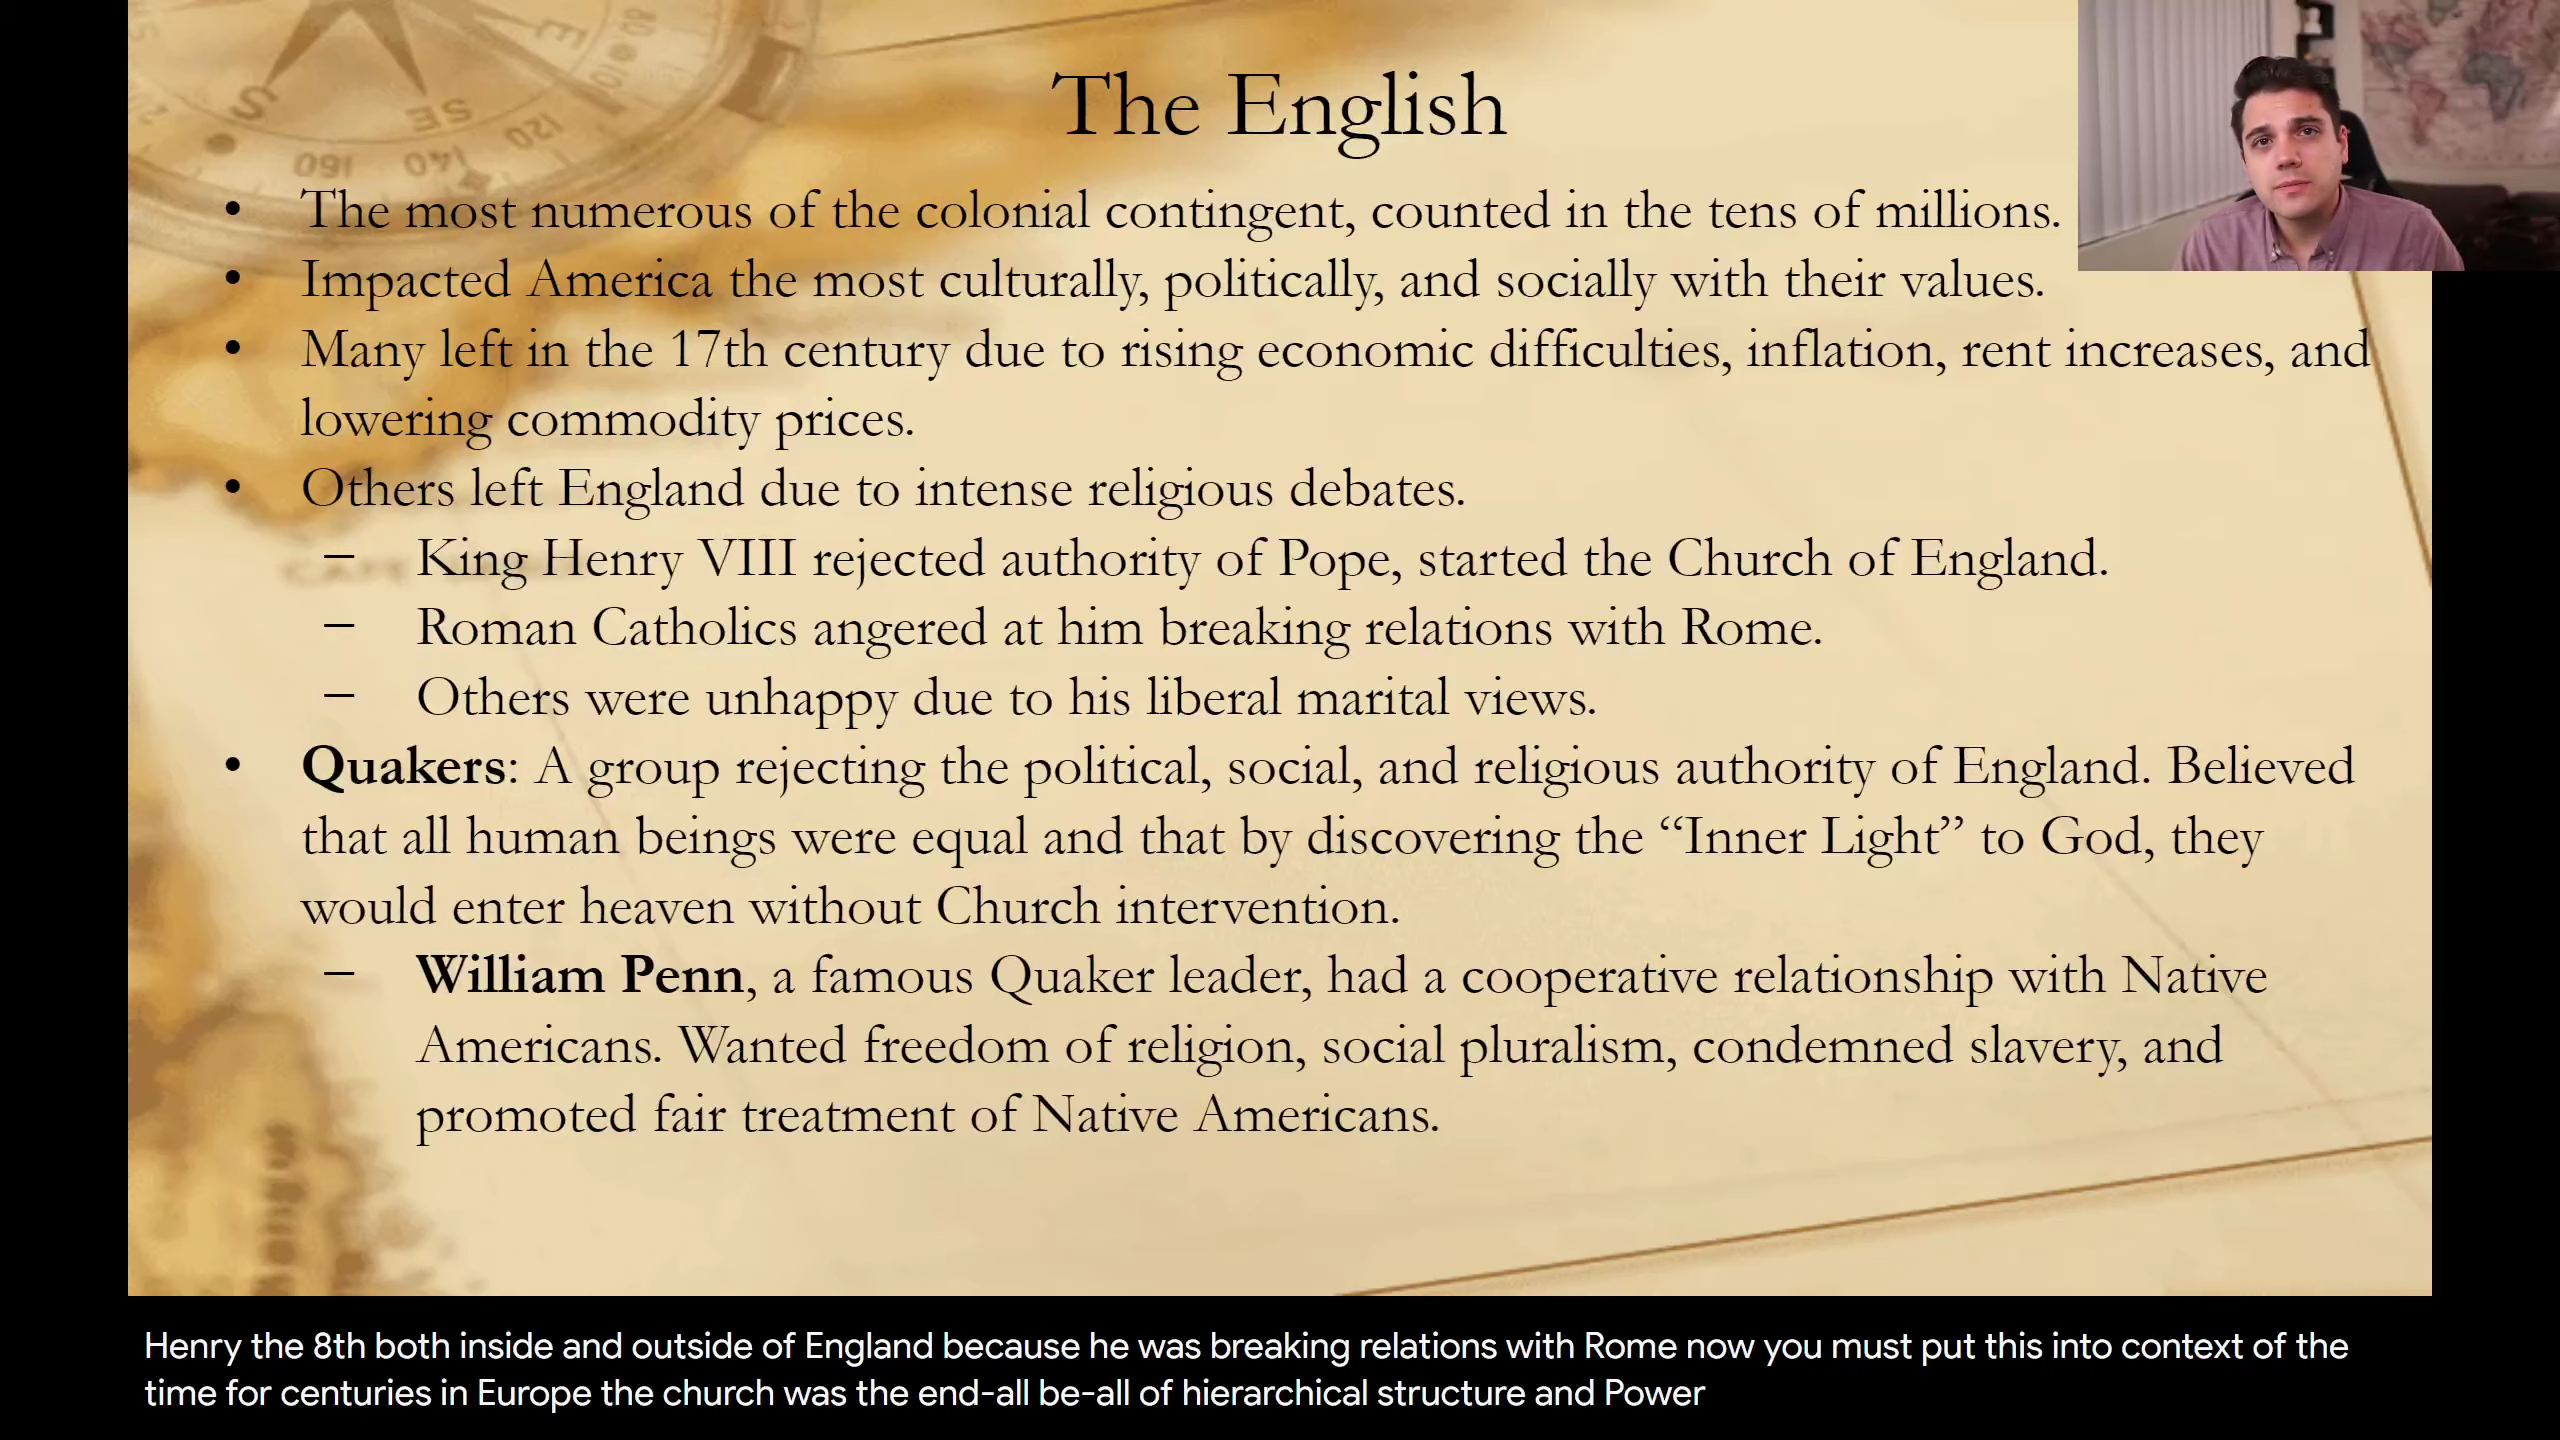 The English
• The most numerous of the colonial contingent, counted in the tens of millions.
• Impacted America the most culturally, politically, and socially with their values.
• Many left in the 17th century due to rising economic difficulties, inflation, rent increases, and
lowering commodity prices.
• Others left England due to intense religious debates.
– King Henry VIII rejected authority of Pope, started the Church of England.
– Roman Catholics angered at him breaking relations with Rome.
– Others were unhappy due to his liberal marital views.
• Quakers: A group rejecting the political, social, and religious authority of England. Believed
that all human beings were equal and that by discovering the “Inner Light” to God, they
would enter heaven without Church intervention.
– William Penn, a famous Quaker leader, had a cooperative relationship with Native
Americans. Wanted freedom of religion, social pluralism, condemned slavery, and
promoted fair treatment of Native Americans.
Henry the 8th both inside and outside of England because he was breaking relations with Rome now you must put this into context of the
time for centuries in Europe the church was the end-all be-all of hierarchical structure and Power
S
SE
E
160
140
120